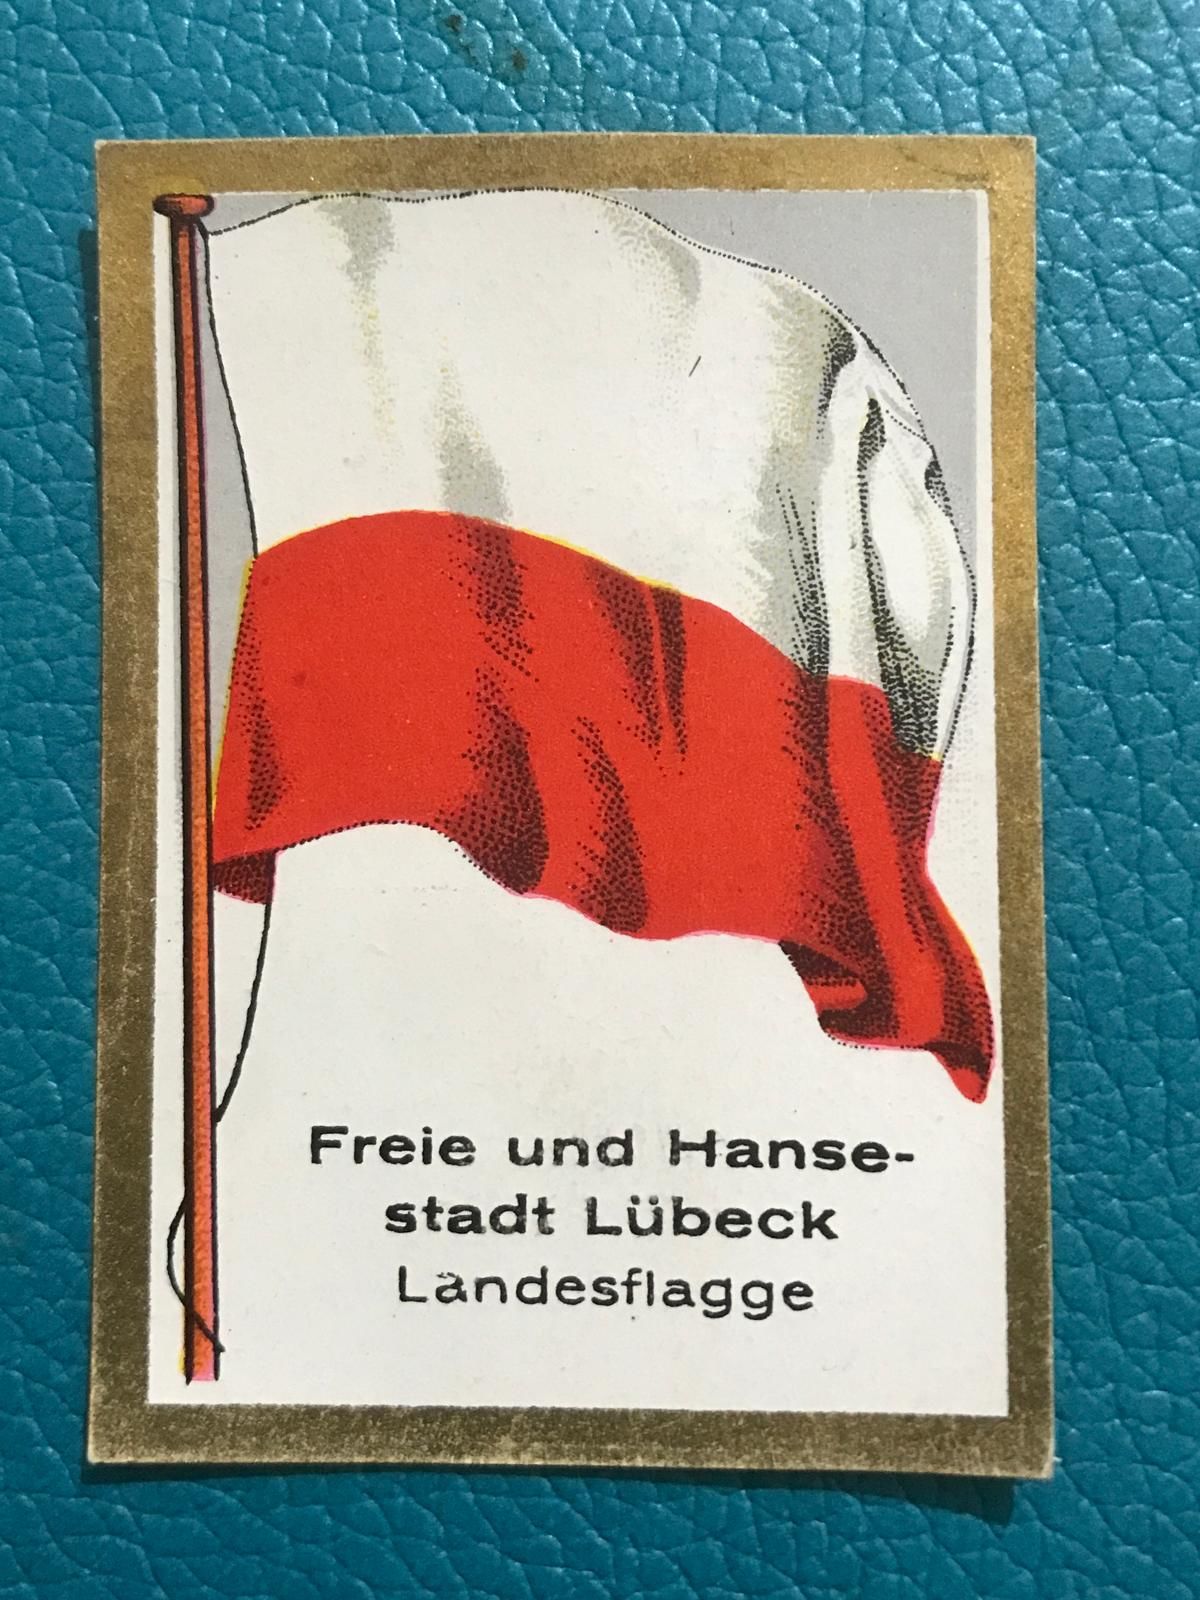 Freie und Hanse-
stadt Lübeck
Landesflagge